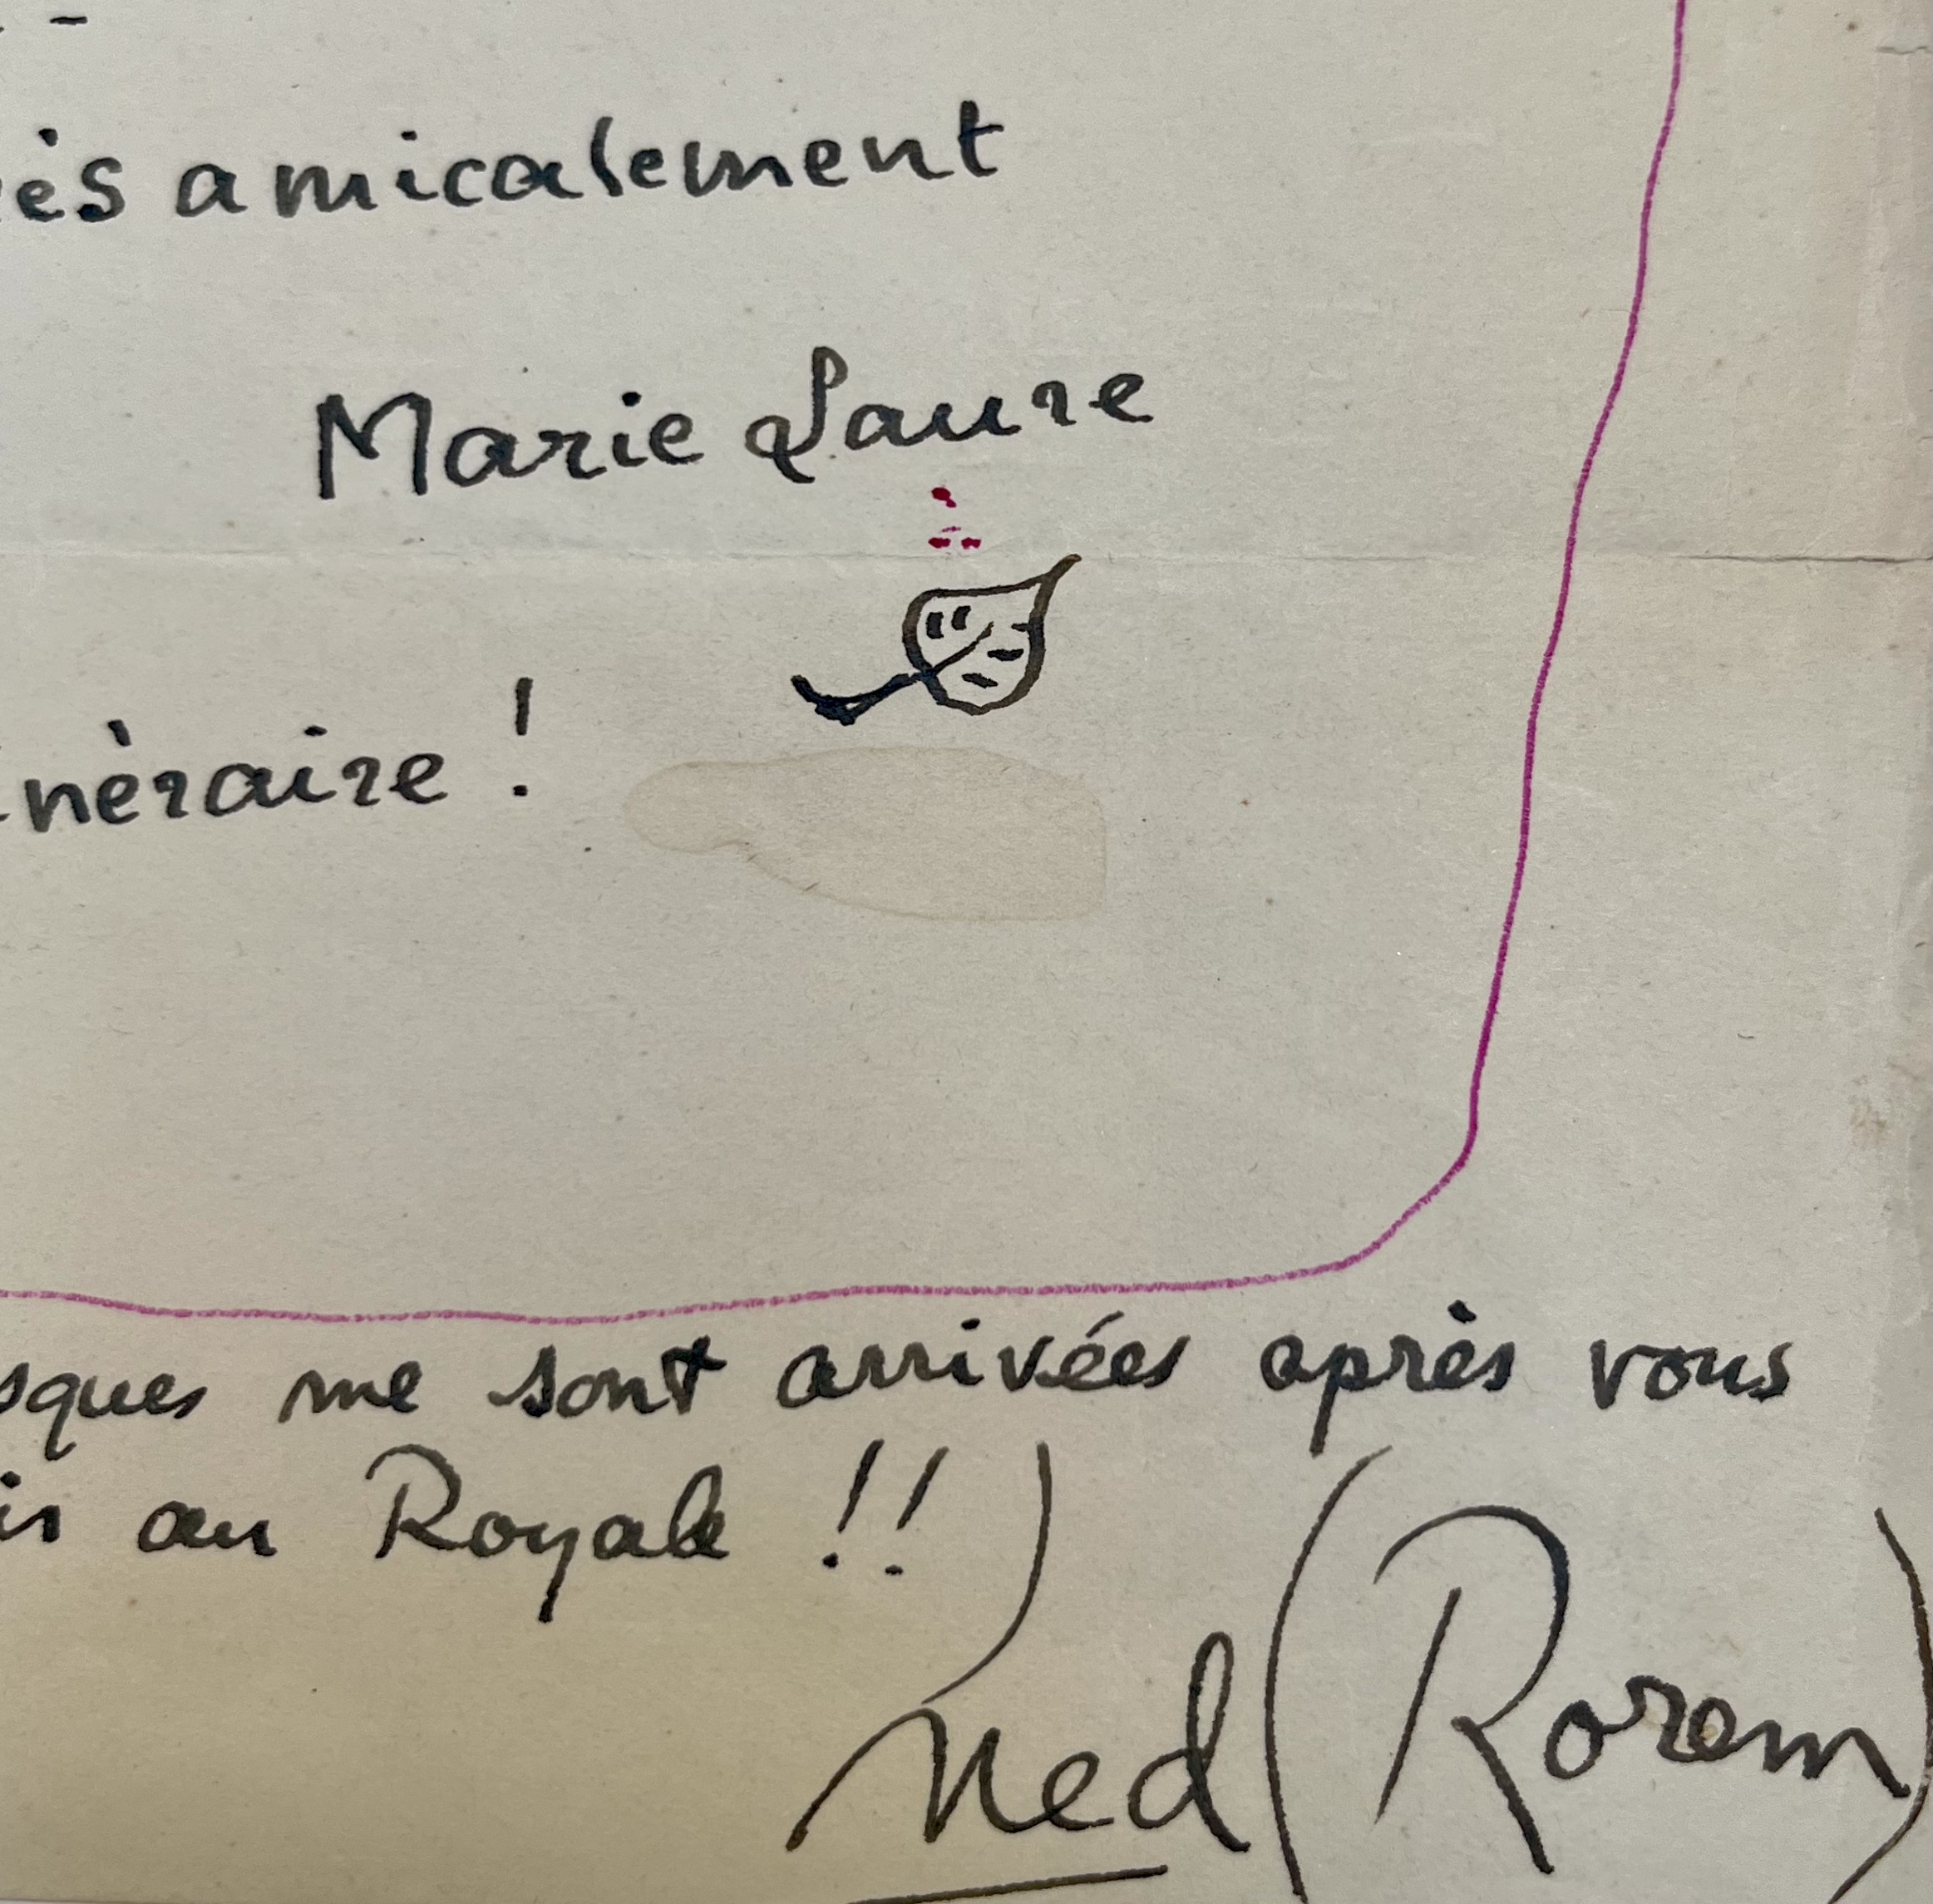 ès amicalement
Marie Laure
nèraire !
sques me sont arrivées après vous
is au Royale !!)
Ned (Rorem)